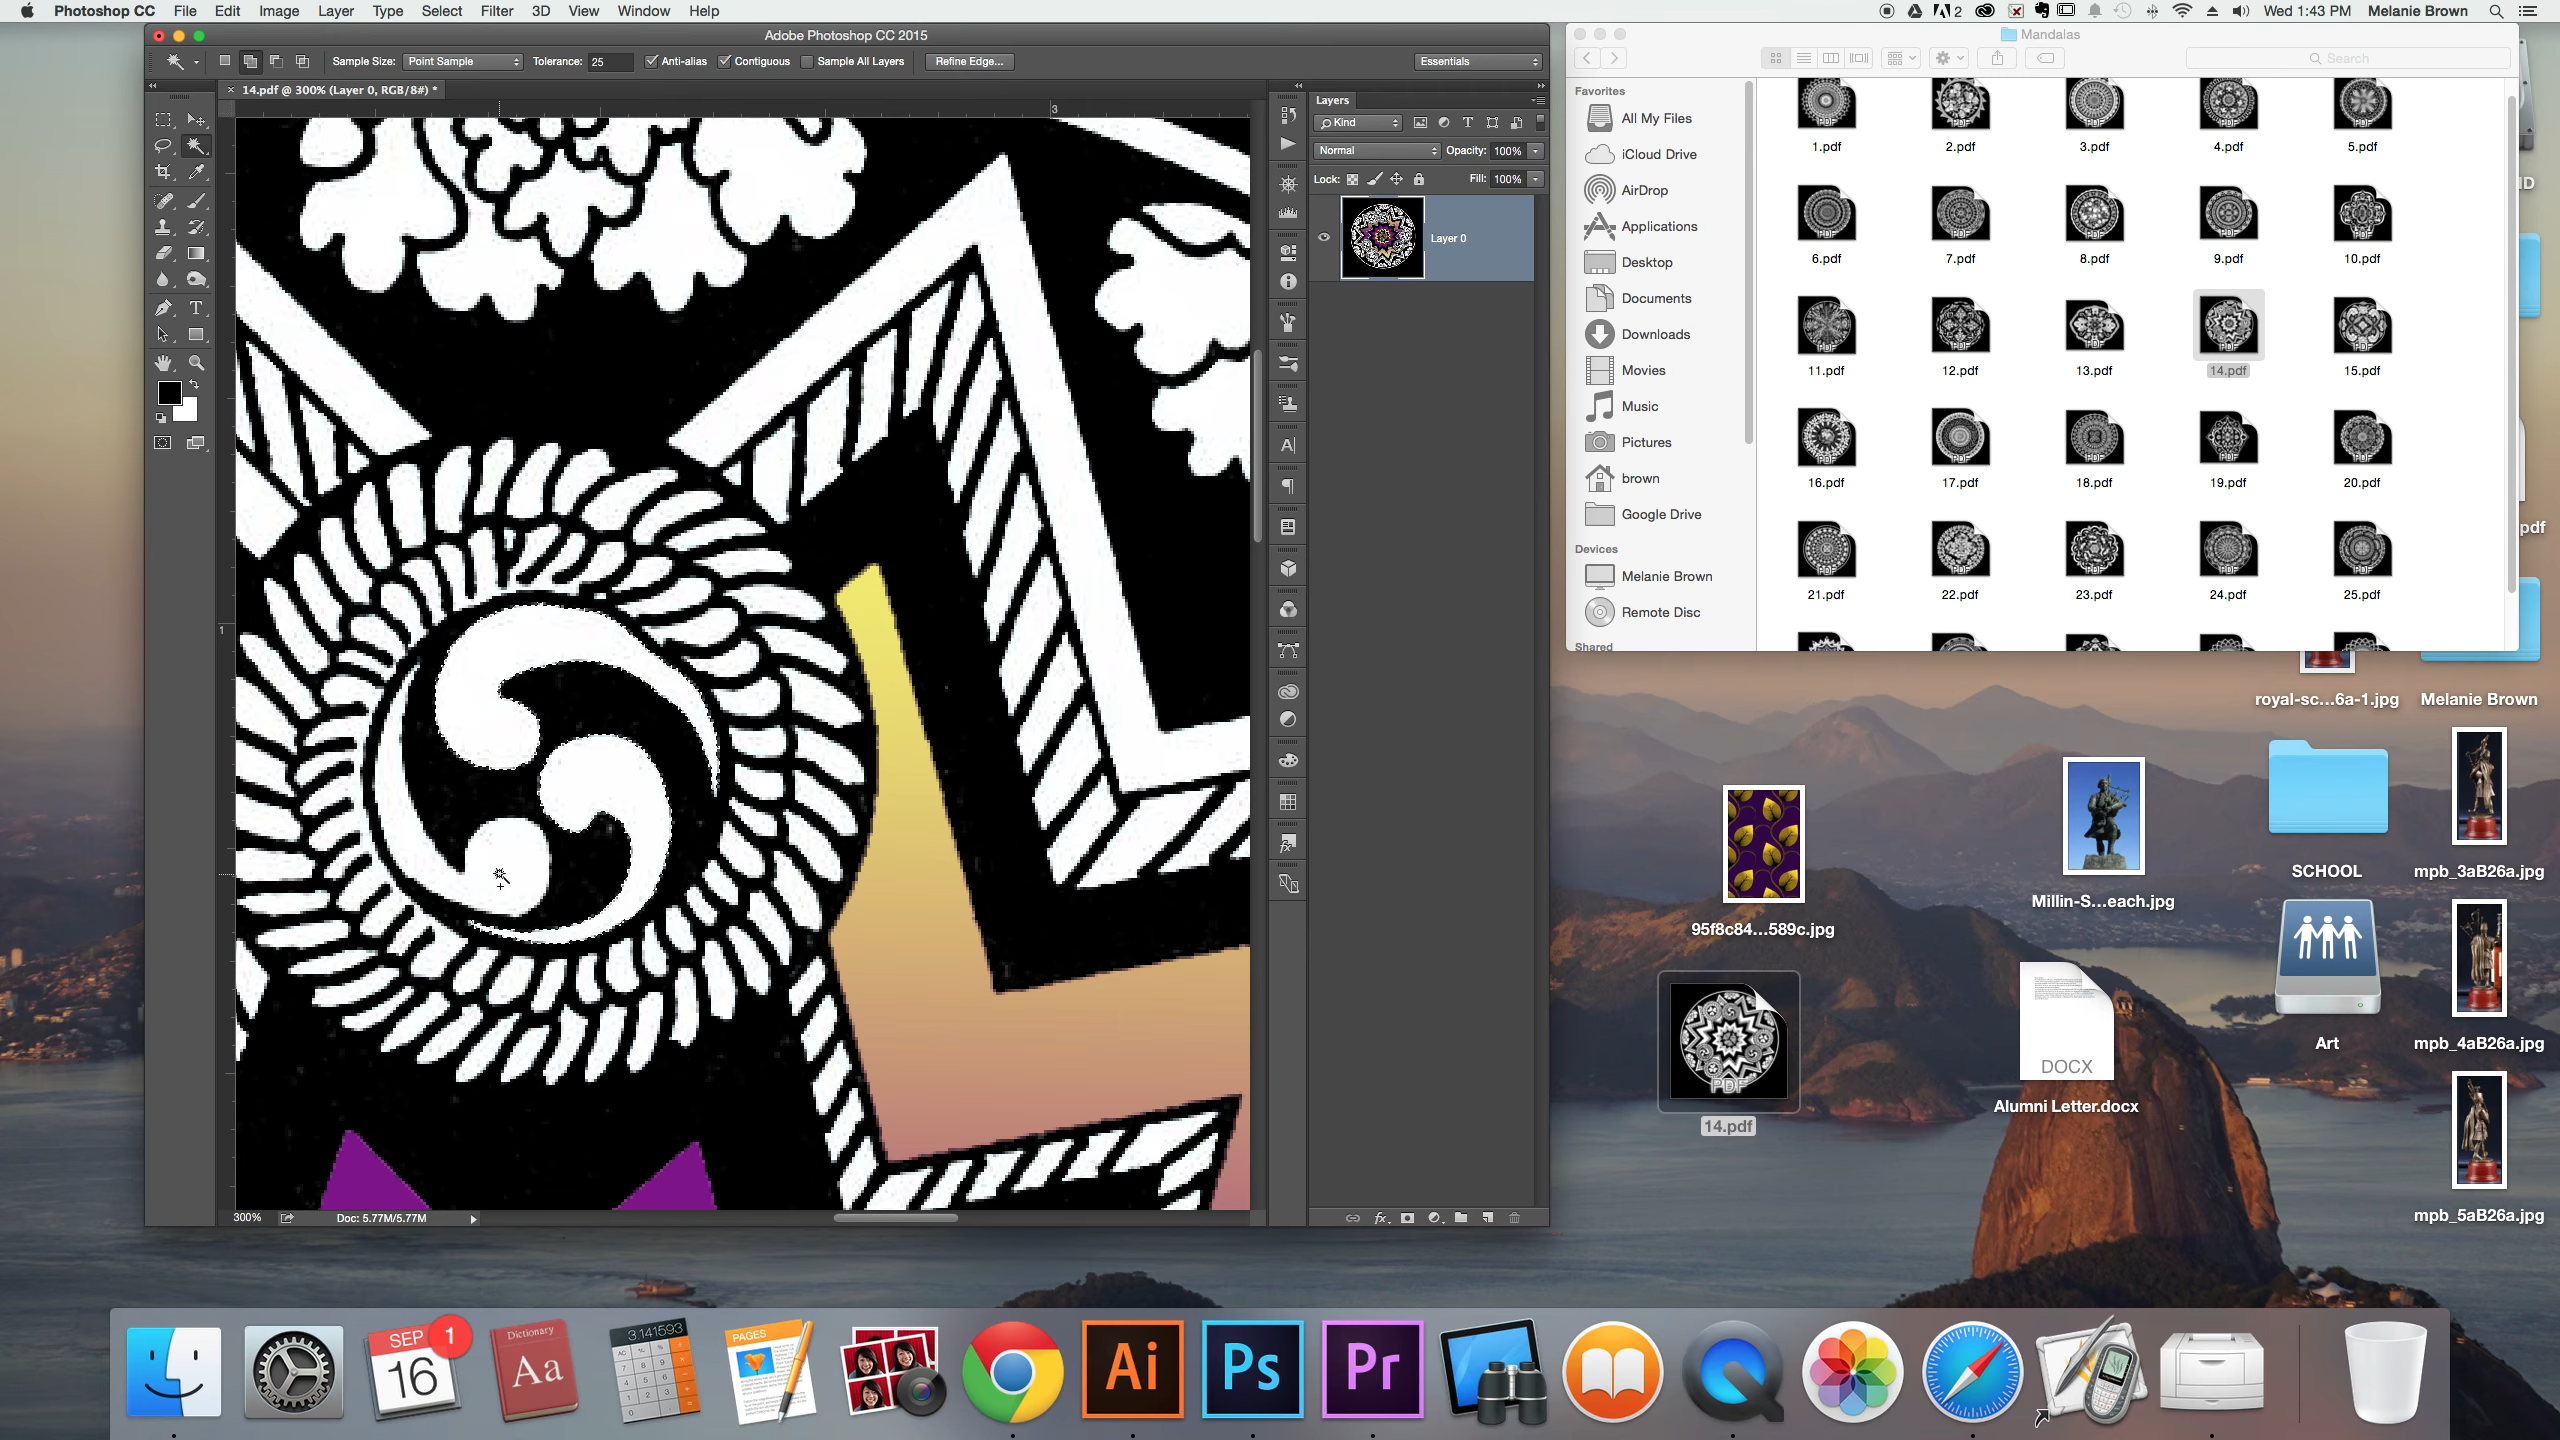 Photoshop CC File Edit Image Layer Type Select Filter 3D View Window Help
2 Wed 1:43 PM Melanie Brown
Adobe Photoshop CC 2015
Sample Size: Point Sample Tolerance: 25 Anti-alias Contiguous Sample All Layers Refine Edge... Essentials
14.pdf @ 300% (Layer 0, RGB/8#) *
3
1
Layers
Kind
Normal Opacity: 100%
Lock: Fill: 100%
Layer 0
300% Doc: 5.77M/5.77M
Mandalas
Search
Favorites
All My Files
iCloud Drive
AirDrop
Applications
Desktop
Documents
Downloads
Movies
Music
Pictures
brown
Google Drive
Devices
Melanie Brown
Remote Disc
Shared
1.pdf 2.pdf 3.pdf 4.pdf 5.pdf
6.pdf 7.pdf 8.pdf 9.pdf 10.pdf
11.pdf 12.pdf 13.pdf 14.pdf 15.pdf
16.pdf 17.pdf 18.pdf 19.pdf 20.pdf
21.pdf 22.pdf 23.pdf 24.pdf 25.pdf
pdf
royal-sc...6a-1.jpg Melanie Brown
95f8c84...589c.jpg
Millin-S...each.jpg
SCHOOL
mpb_3aB26a.jpg
PDF
14.pdf
DOCX
Alumni Letter.docx
Art
mpb_4aB26a.jpg
mpb_5aB26a.jpg
SEP 1
16
Dictionary
Aa
3.141593
PAGES
Ai
Ps
Pr